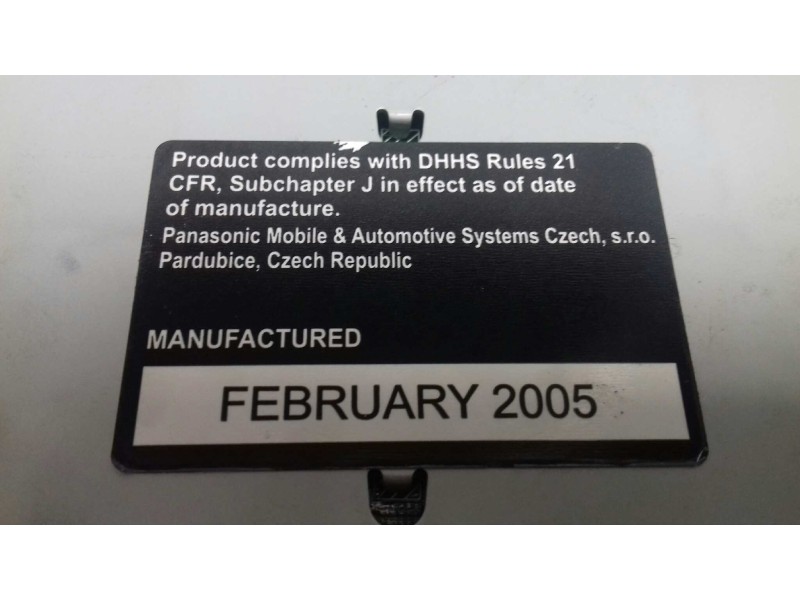 Product complies with DHHS Rules 21
CFR, Subchapter J in effect as of date
of manufacture.
Panasonic Mobile & Automotive Systems Czech, s.r.o.
Pardubice, Czech Republic
MANUFACTURED
FEBRUARY 2005